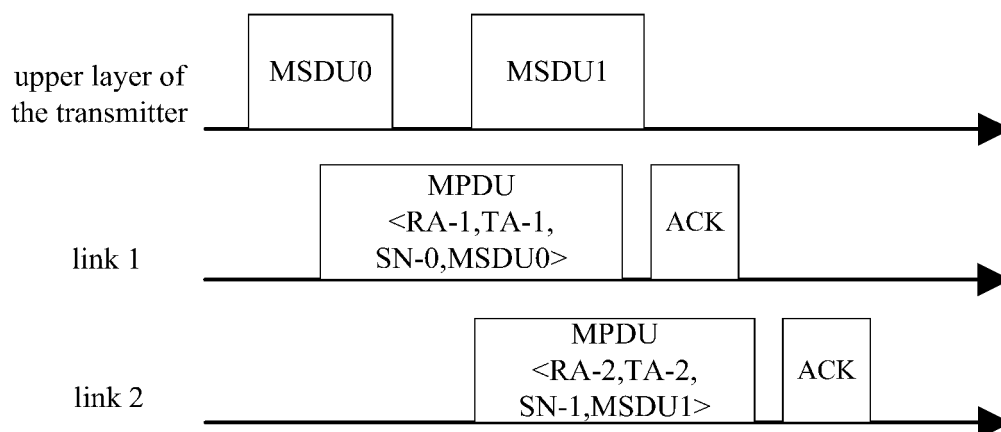 upper layer of
the transmitter
MSDU0
MSDU1
link 1
MPDU
<RA-1,TA-1,
SN-0,MSDU0>
ACK
link 2
MPDU
<RA-2,TA-2,
SN-1,MSDU1>
ACK